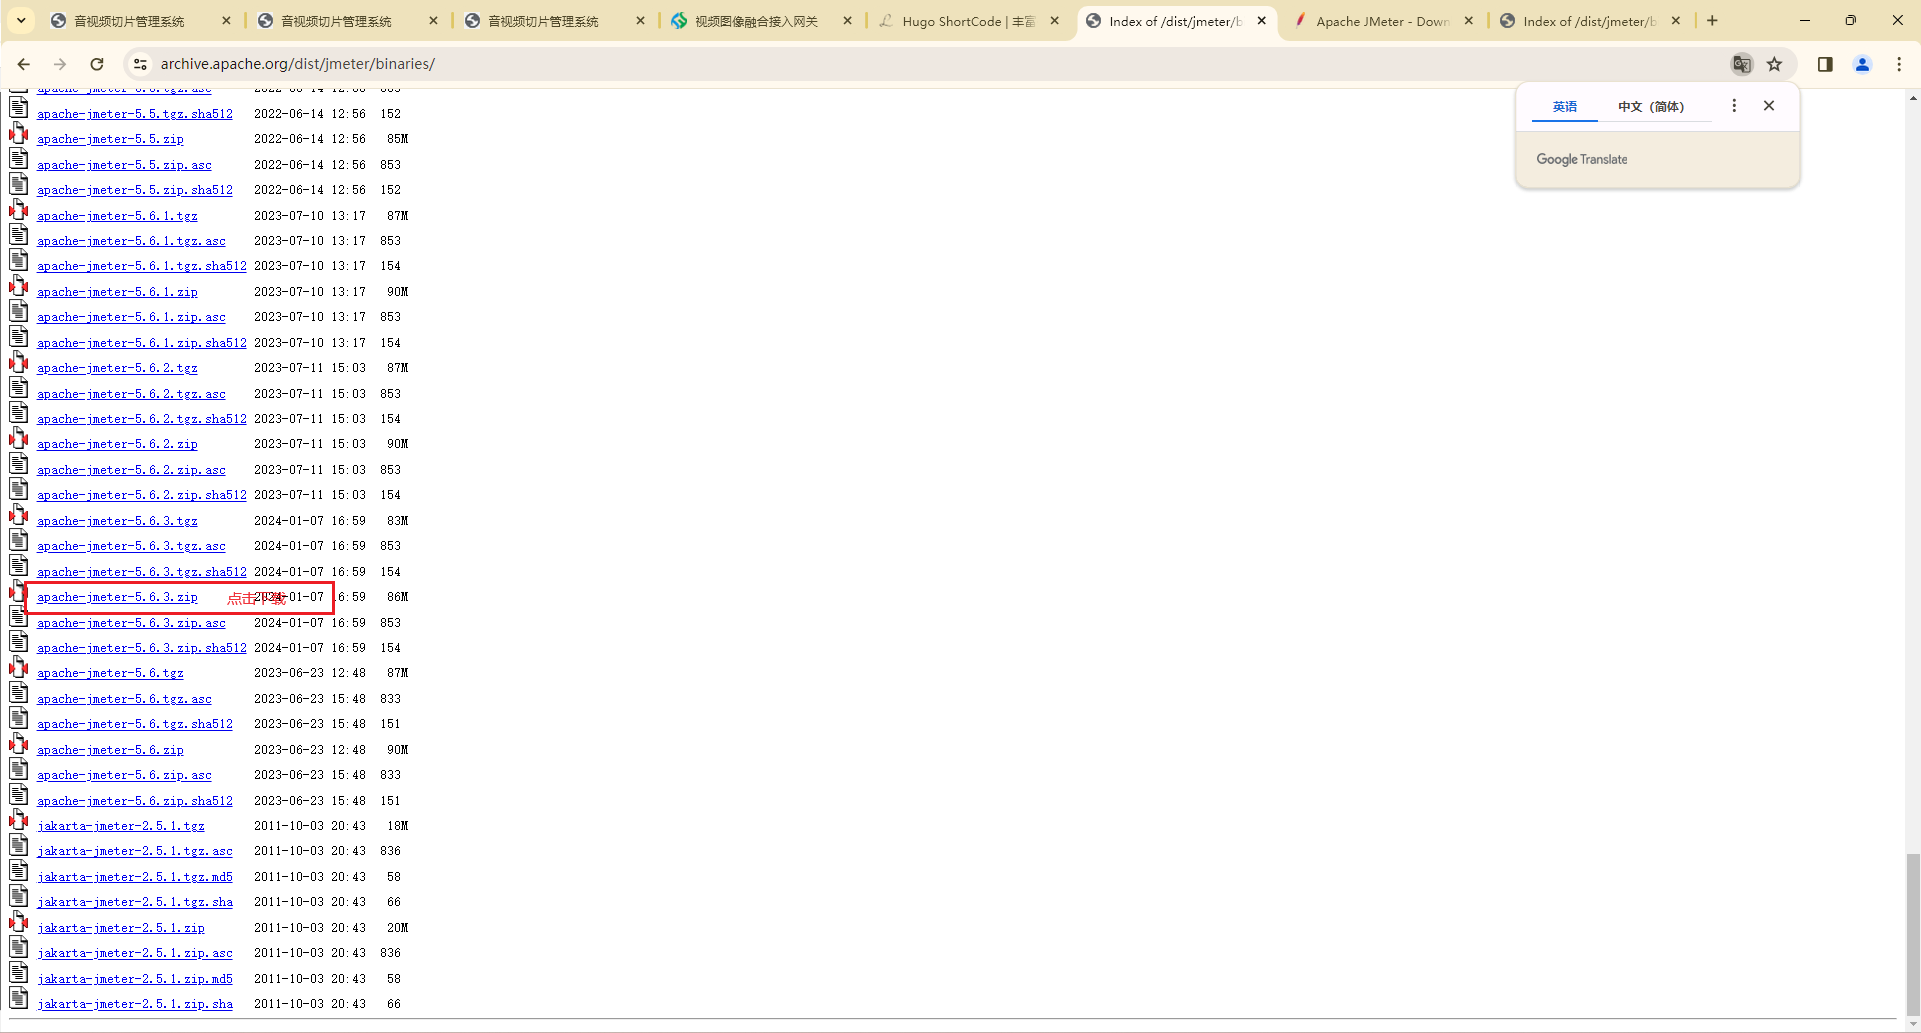 音视频切片管理系统
音视频切片管理系统
音视频切片管理系统
视频图像融合接入网关
Hugo ShortCode | 丰富
Index of /dist/jmeter/b
Apache JMeter - Down
Index of /dist/jmeter/b
archive.apache.org/dist/jmeter/binaries/
英语 中文（简体）
Google Translate
apache-jmeter-5.5.tgz.sha512 2022-06-14 12:56 152
apache-jmeter-5.5.zip 2022-06-14 12:56 85M
apache-jmeter-5.5.zip.asc 2022-06-14 12:56 853
apache-jmeter-5.5.zip.sha512 2022-06-14 12:56 152
apache-jmeter-5.6.1.tgz 2023-07-10 13:17 87M
apache-jmeter-5.6.1.tgz.asc 2023-07-10 13:17 853
apache-jmeter-5.6.1.tgz.sha512 2023-07-10 13:17 154
apache-jmeter-5.6.1.zip 2023-07-10 13:17 90M
apache-jmeter-5.6.1.zip.asc 2023-07-10 13:17 853
apache-jmeter-5.6.1.zip.sha512 2023-07-10 13:17 154
apache-jmeter-5.6.2.tgz 2023-07-11 15:03 87M
apache-jmeter-5.6.2.tgz.asc 2023-07-11 15:03 853
apache-jmeter-5.6.2.tgz.sha512 2023-07-11 15:03 154
apache-jmeter-5.6.2.zip 2023-07-11 15:03 90M
apache-jmeter-5.6.2.zip.asc 2023-07-11 15:03 853
apache-jmeter-5.6.2.zip.sha512 2023-07-11 15:03 154
apache-jmeter-5.6.3.tgz 2024-01-07 16:59 83M
apache-jmeter-5.6.3.tgz.asc 2024-01-07 16:59 853
apache-jmeter-5.6.3.tgz.sha512 2024-01-07 16:59 154
apache-jmeter-5.6.3.zip 点击下载 2024-01-07 16:59 86M
apache-jmeter-5.6.3.zip.asc 2024-01-07 16:59 853
apache-jmeter-5.6.3.zip.sha512 2024-01-07 16:59 154
apache-jmeter-5.6.tgz 2023-06-23 12:48 87M
apache-jmeter-5.6.tgz.asc 2023-06-23 15:48 833
apache-jmeter-5.6.tgz.sha512 2023-06-23 15:48 151
apache-jmeter-5.6.zip 2023-06-23 12:48 90M
apache-jmeter-5.6.zip.asc 2023-06-23 15:48 833
apache-jmeter-5.6.zip.sha512 2023-06-23 15:48 151
jakarta-jmeter-2.5.1.tgz 2011-10-03 20:43 18M
jakarta-jmeter-2.5.1.tgz.asc 2011-10-03 20:43 836
jakarta-jmeter-2.5.1.tgz.md5 2011-10-03 20:43 58
jakarta-jmeter-2.5.1.tgz.sha 2011-10-03 20:43 66
jakarta-jmeter-2.5.1.zip 2011-10-03 20:43 20M
jakarta-jmeter-2.5.1.zip.asc 2011-10-03 20:43 836
jakarta-jmeter-2.5.1.zip.md5 2011-10-03 20:43 58
jakarta-jmeter-2.5.1.zip.sha 2011-10-03 20:43 66